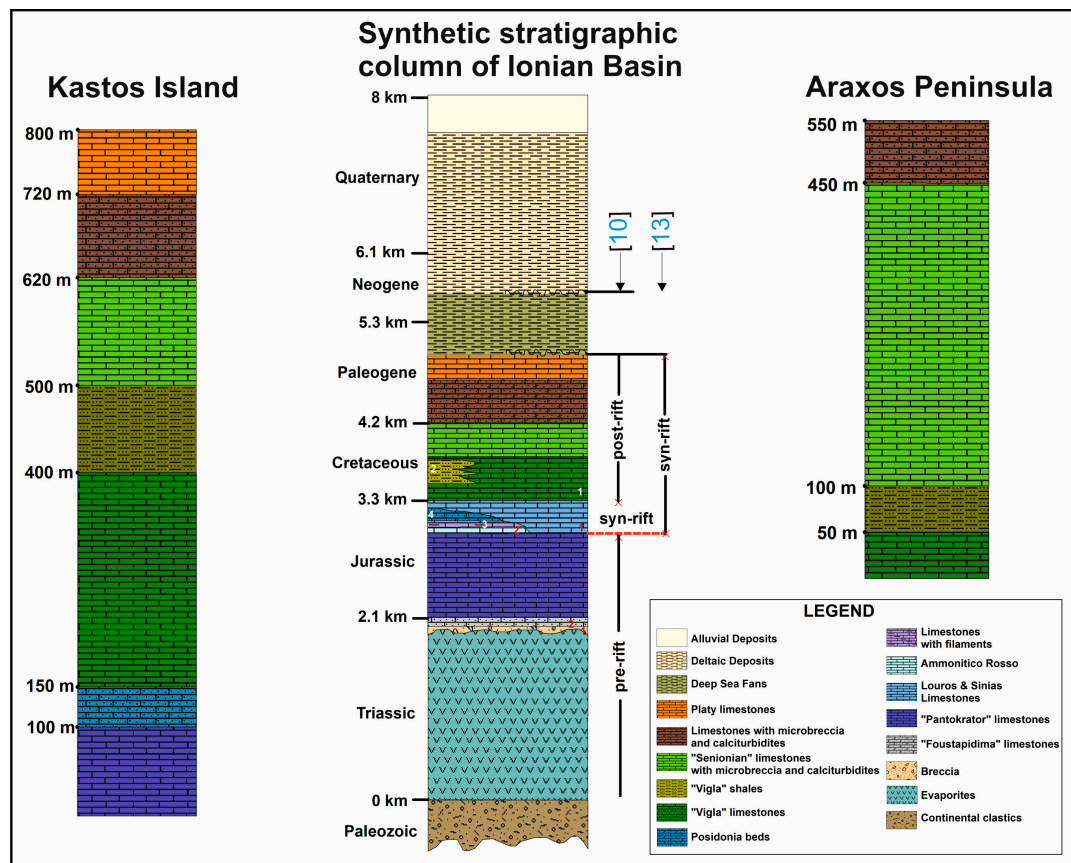 Kastos Island
800 m
720 m
620 m
500 m
400 m
150 m
100 m
Synthetic stratigraphic
column of Ionian Basin
8 km
Quaternary
6.1 km
Neogene
5.3 km
Paleogene
4.2 km
Cretaceous
3.3 km
Jurassic
2.1 km
Triassic
0 km
Paleozoic
2
1
4
3
2
1
2
1
[10]
[13]
post-rift
syn-rift
syn-rift
pre-rift
Araxos Peninsula
550 m
450 m
100 m
50 m
LEGEND
Alluvial Deposits
Deltaic Deposits
Deep Sea Fans
Platy limestones
Limestones with microbreccia
and calciturbidites
"Senionian" limestones
with microbreccia and calciturbidites
"Vigla" shales
"Vigla" limestones
Posidonia beds
Limestones
with filaments
Ammonitico Rosso
Louros & Sinias
Limestones
"Pantokrator" limestones
"Foustapidima" limestones
Breccia
Evaporites
Continental clastics